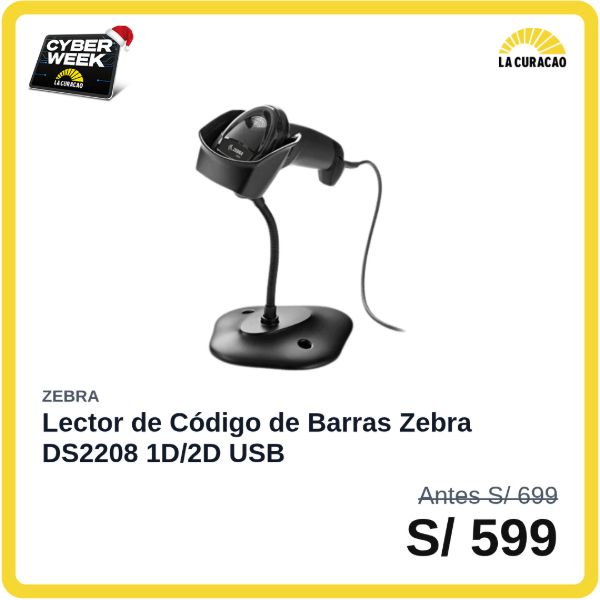 CYBER
WEEK
LA CURACAO
LA CURACAO
ZEBRA
ZEBRA
Lector de Código de Barras Zebra
DS2208 1D/2D USB
Antes S/ 699
S/ 599